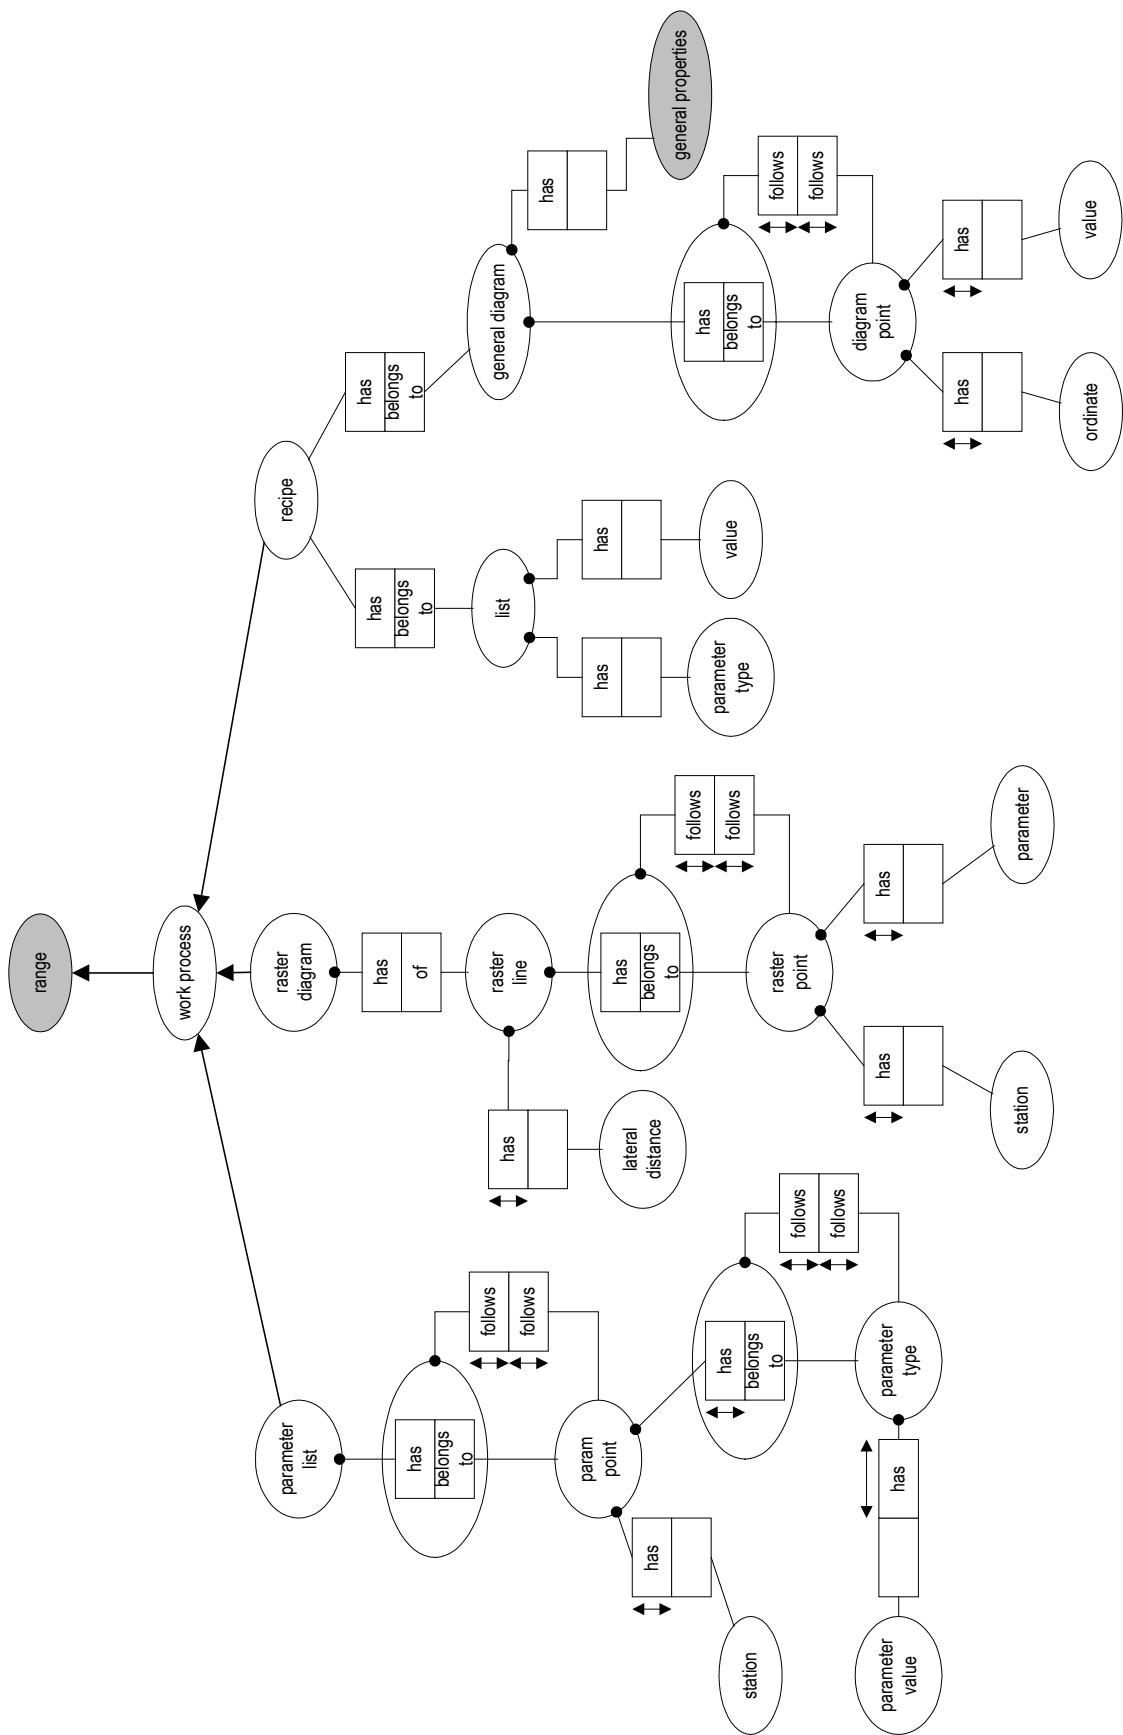 range
work process
parameter
list
has
belongs
to
follows
follows
param
point
has
station
has
belongs
to
follows
follows
parameter
type
has
parameter
value
raster
diagram
has
of
raster
line
has
lateral
distance
has
belongs
to
follows
follows
raster
point
has
station
has
parameter
recipe
has
belongs
to
list
has
parameter
type
has
value
has
belongs
to
general diagram
has
general properties
has
belongs
to
follows
follows
diagram
point
has
ordinate
has
value